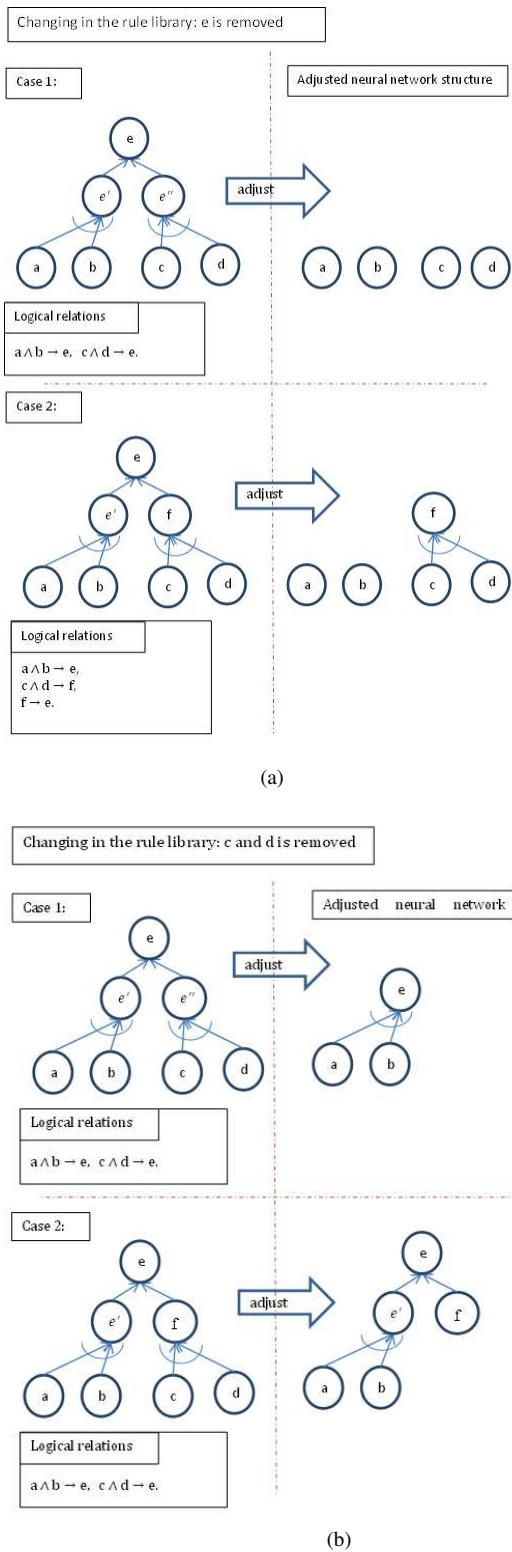 Changing in the rule library: e is removed
Case 1:
Adjusted neural network structure
e
e' e''
adjust
a b c d
a b c d
Logical relations
a∧b → e, c∧d → e.
Case 2:
e
adjust
e' f
f
a b c d
a b c d
Logical relations
a∧b → e,
c∧d → f,
f → e.
(a)
Changing in the rule library: c and d is removed
Case 1:
Adjusted neural network
e
adjust
e' e''
e
a b c d
a b
Logical relations
a∧b → e, c∧d → e.
Case 2:
e
e
adjust
e' f
e' f
a b c d
a b
Logical relations
a∧b → e, c∧d → e.
(b)